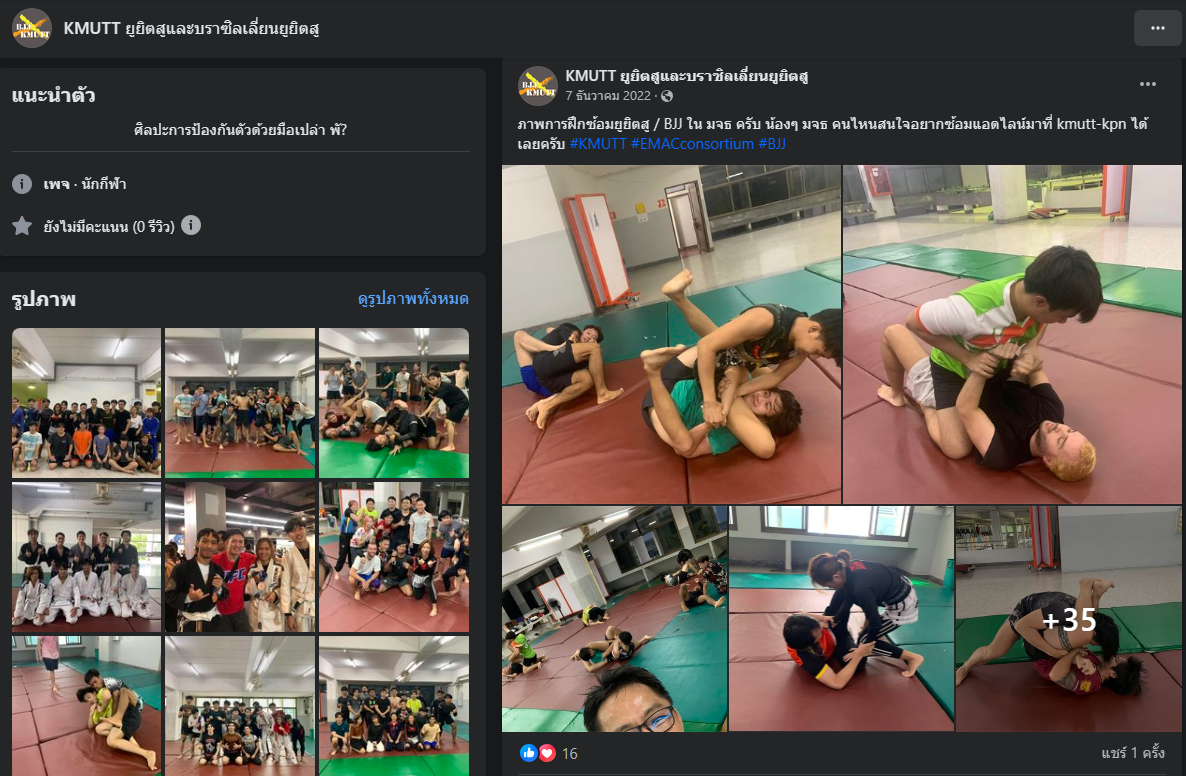 BJJ
KMUTT
KMUTT ยูยิตสูและบราซิลเลี่ยนยูยิตสู
แนะนำตัว
ศิลปะการป้องกันตัวด้วยมือเปล่า ฬ?
เพจ · นักกีฬา
ยังไม่มีคะแนน (0 รีวิว)
รูปภาพ
ดูรูปภาพทั้งหมด
BJJ
KMUTT
KMUTT ยูยิตสูและบราซิลเลี่ยนยูยิตสู
7 ธันวาคม 2022 ·
ภาพการฝึกซ้อมยูยิตสู / BJJ ใน มจธ ครับ น้องๆ มจธ คนไหนสนใจอยากซ้อมแอดไลน์มาที่ kmutt-kpn ได้
เลยครับ #KMUTT #EMACconsortium #BJJ
+35
16
แชร์ 1 ครั้ง